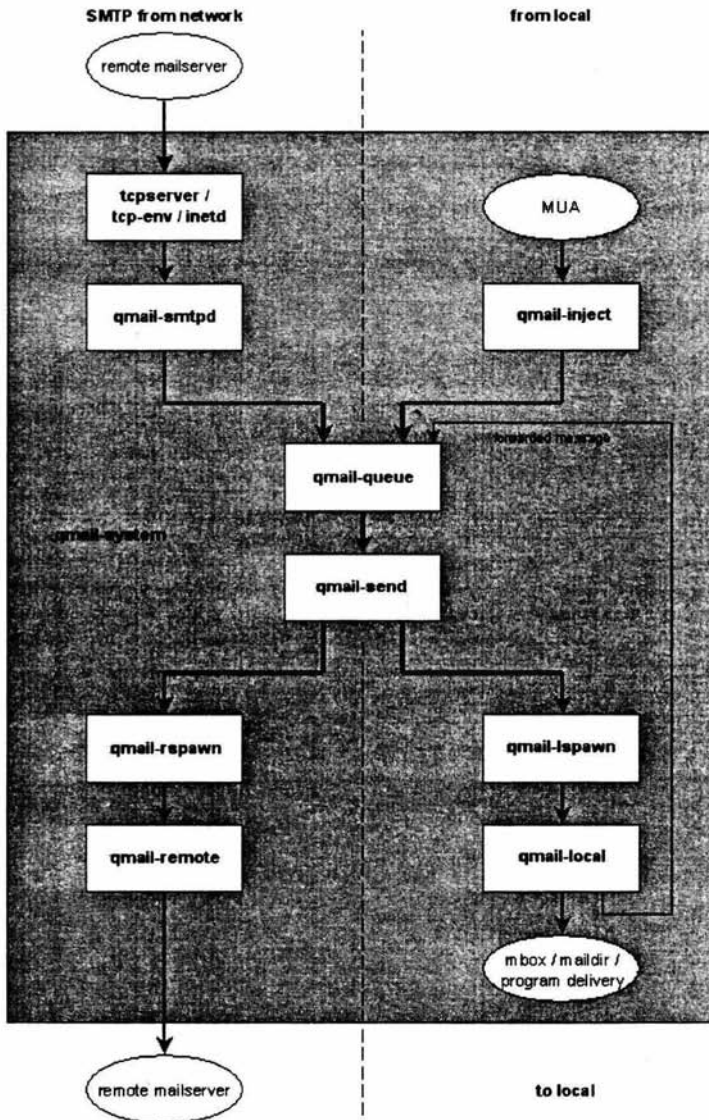 SMTP from network
from local
remote mailserver
tcpserver /
tcp-env / inetd
MUA
qmail-smtpd
qmail-inject
forwarded message
qmail-queue
qmail-system
qmail-send
qmail-rspawn
qmail-lspawn
qmail-remote
qmail-local
mbox / maildir /
program delivery
remote mailserver
to local